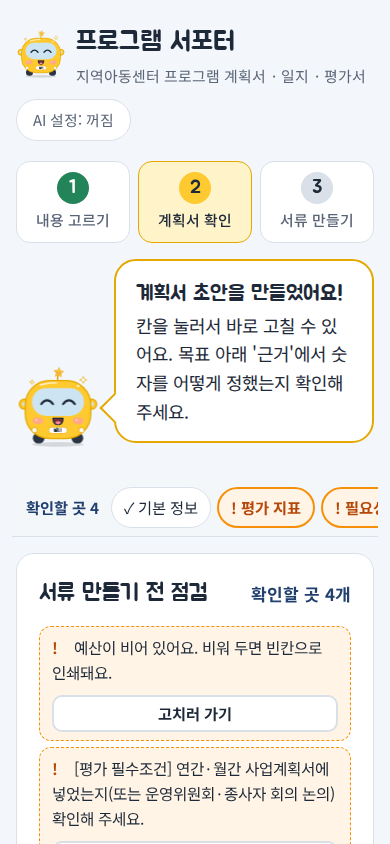 프로그램 서포터
지역아동센터 프로그램 계획서 · 일지 · 평가서
AI 설정: 꺼짐
1
내용 고르기
2
계획서 확인
3
서류 만들기
계획서 초안을 만들었어요!
칸을 눌러서 바로 고칠 수 있
어요. 목표 아래 '근거'에서 숫
자를 어떻게 정했는지 확인해
주세요.
확인할 곳 4
✓ 기본 정보
! 평가 지표
! 필요성
서류 만들기 전 점검
확인할 곳 4개
! 예산이 비어 있어요. 비워 두면 빈칸으로
인쇄돼요.
고치러 가기
! [평가 필수조건] 연간·월간 사업계획서에
넣었는지(또는 운영위원회·종사자 회의 논의)
확인해 주세요.